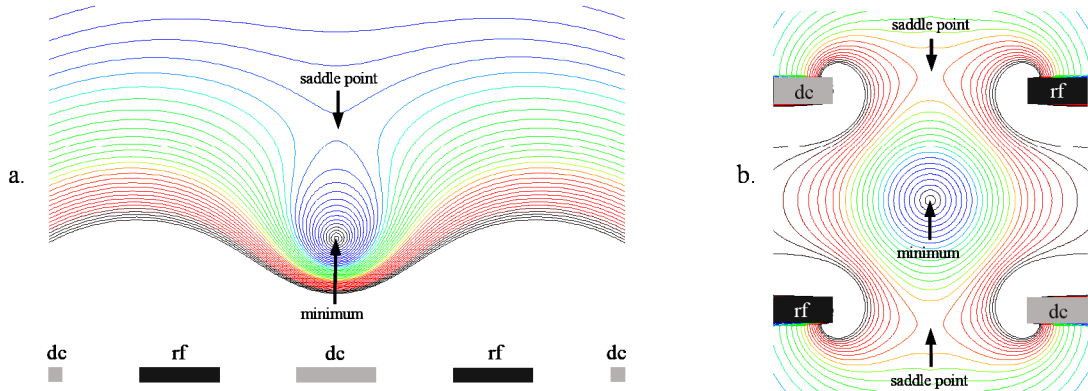 a.
saddle point
minimum
dc rf dc rf dc
b.
saddle point
dc rf
minimum
rf dc
saddle point